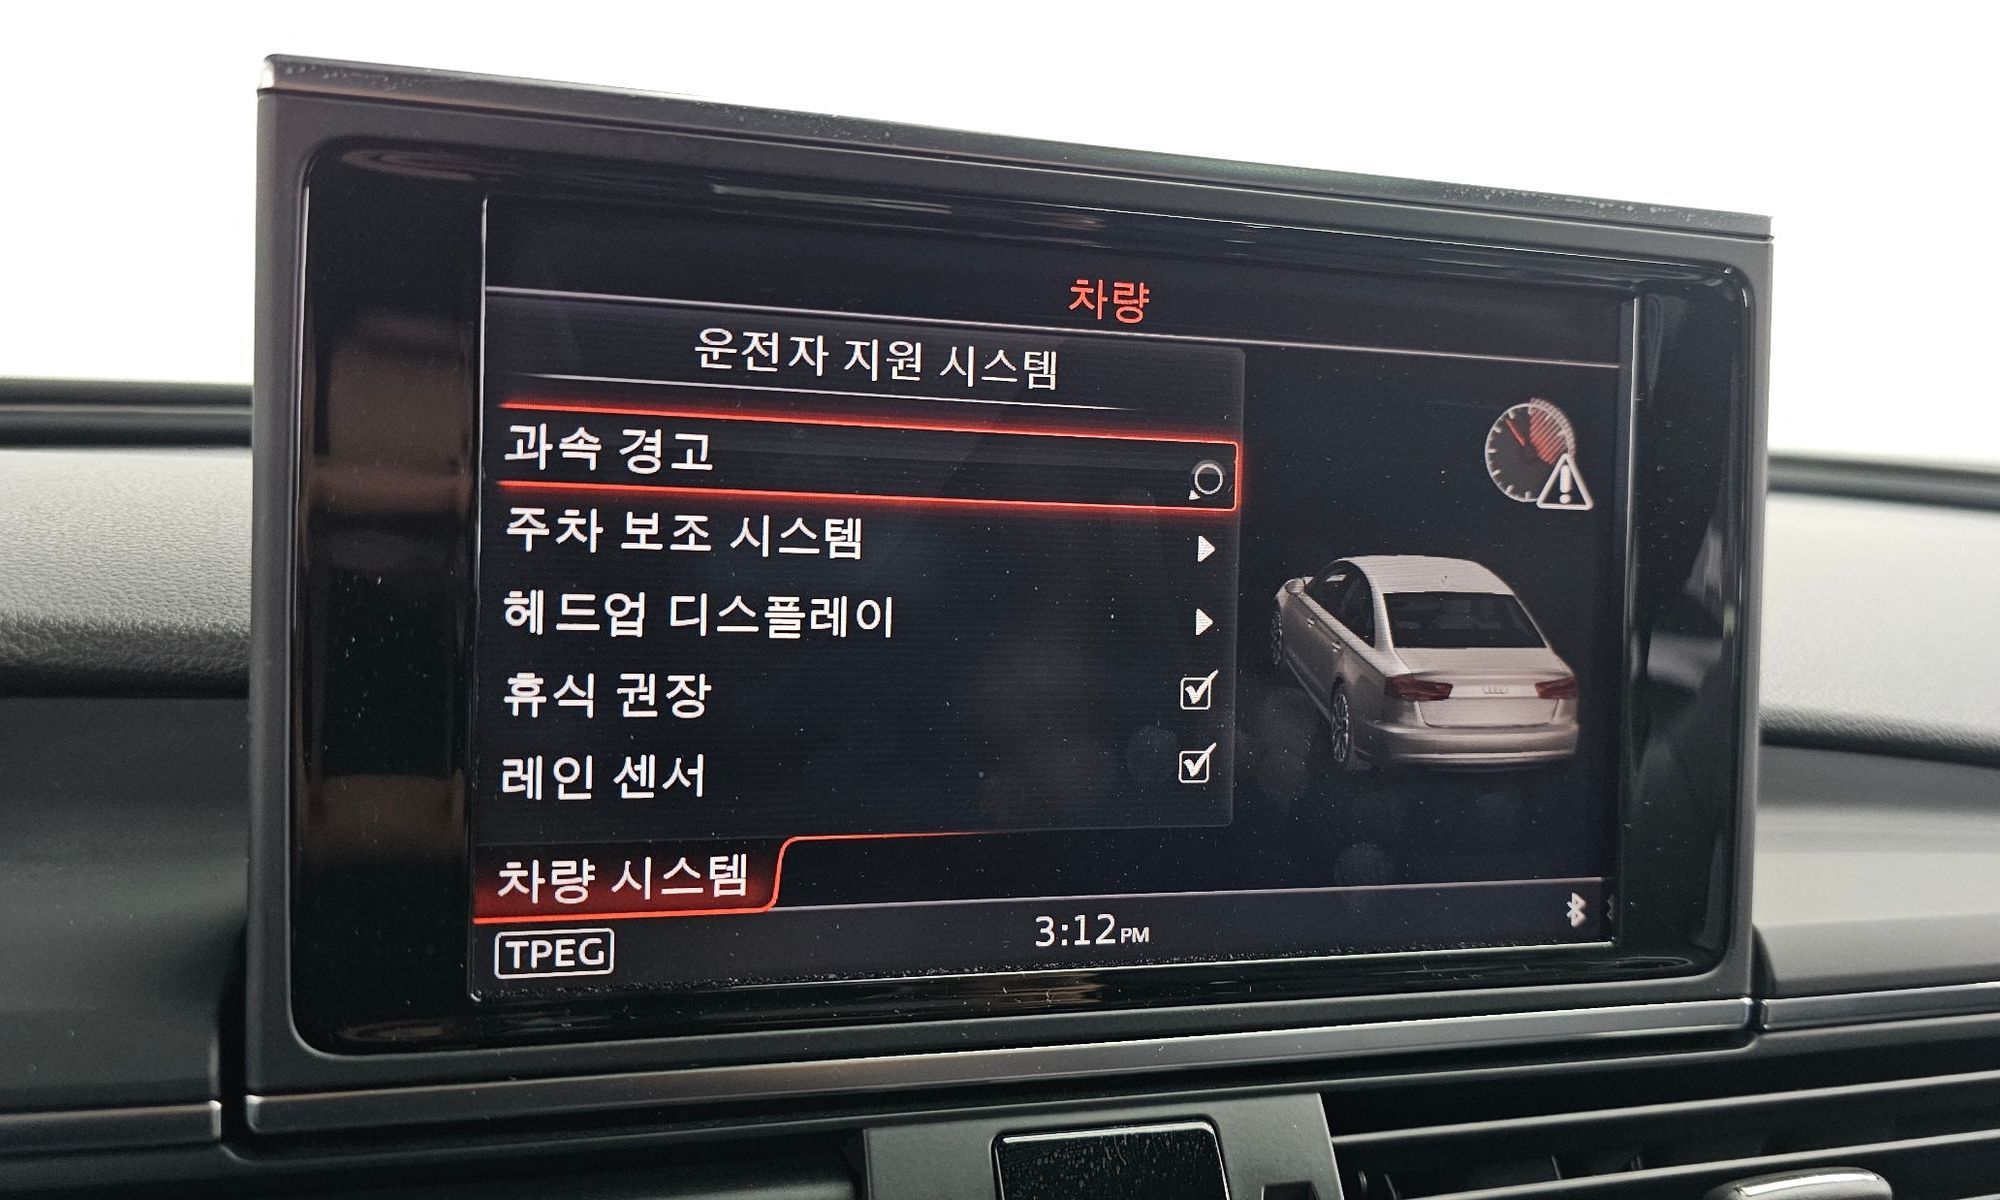 차량
운전자 지원 시스템
과속 경고
주차 보조 시스템
헤드업 디스플레이
휴식 권장
레인 센서
차량 시스템
TPEG
3:12 PM